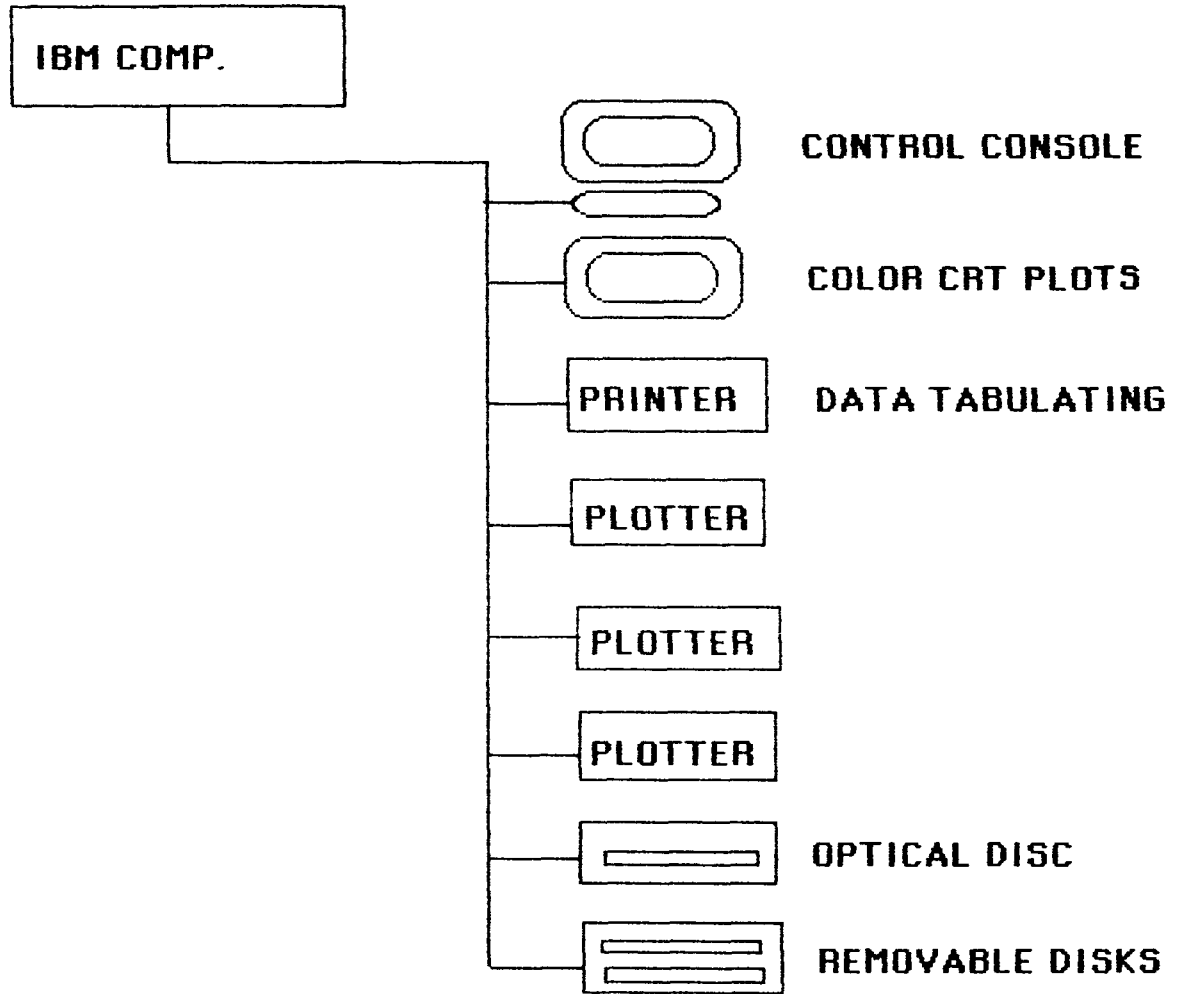 IBM COMP.
CONTROL CONSOLE
COLOR CRT PLOTS
PRINTER DATA TABULATING
PLOTTER
PLOTTER
PLOTTER
OPTICAL DISC
REMOVABLE DISKS